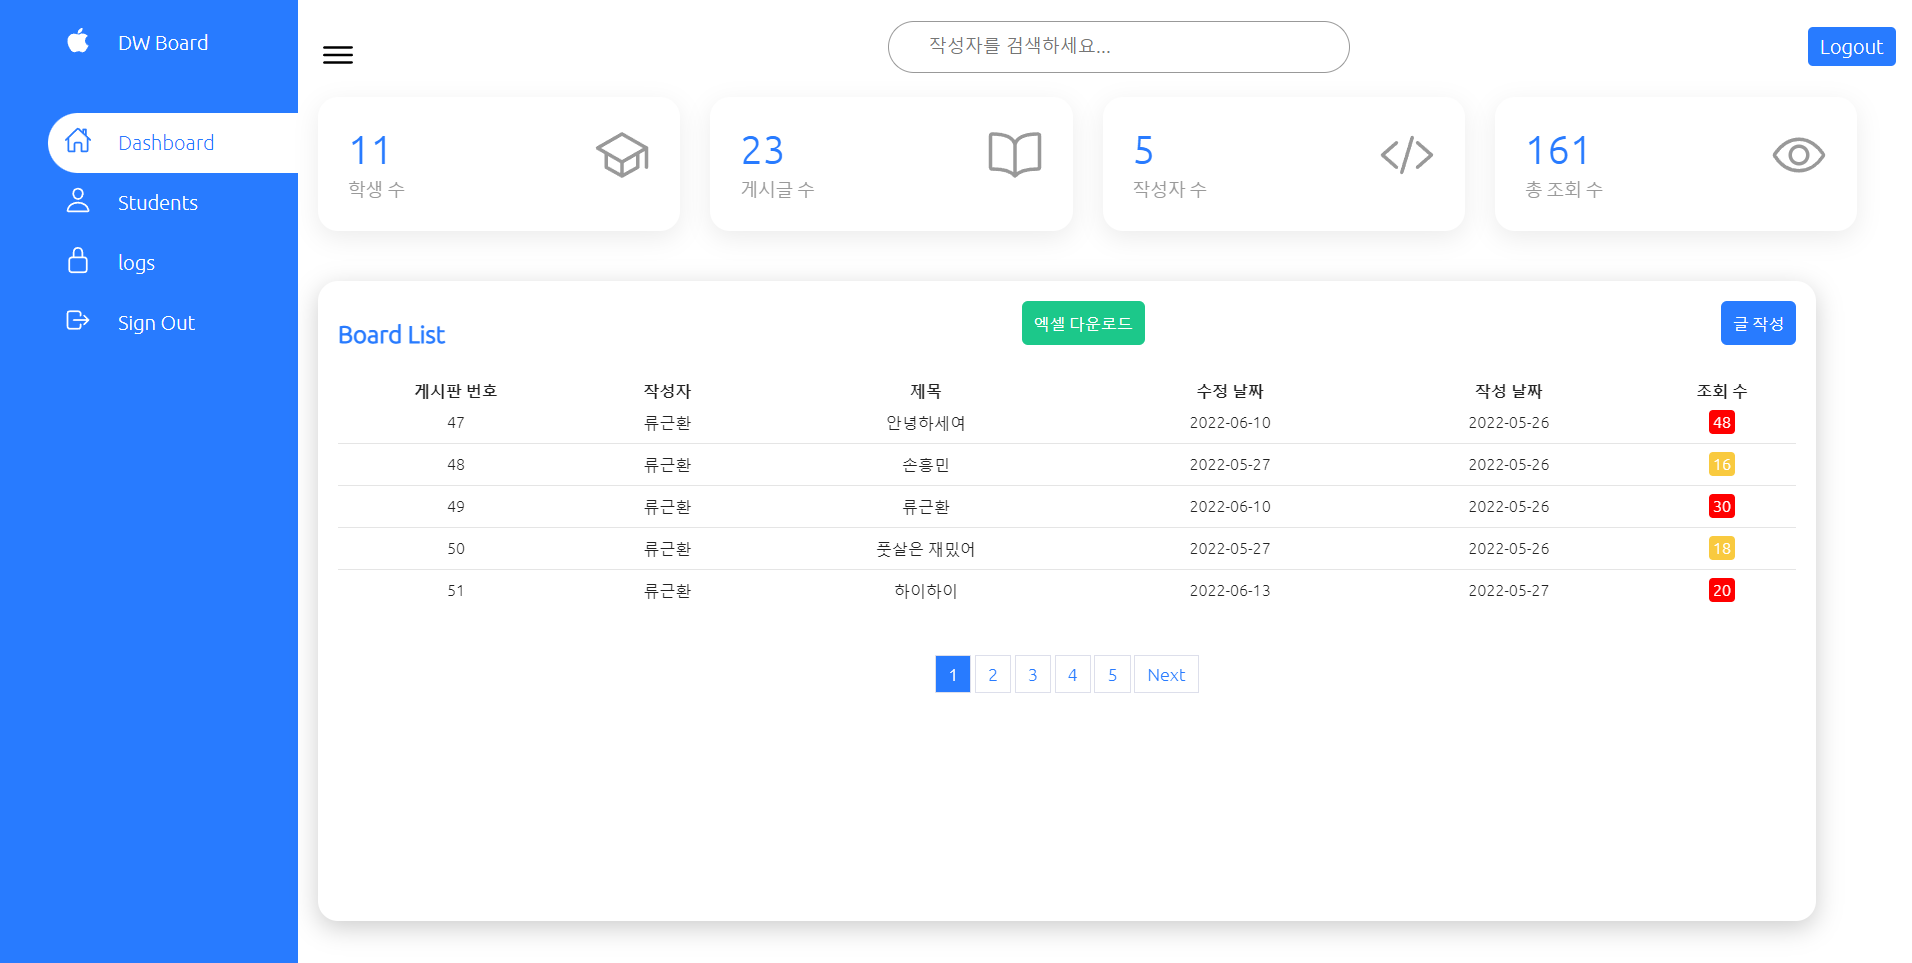 DW Board
작성자를 검색하세요...
Logout
Dashboard
Students
logs
Sign Out
11
학생 수
23
게시글 수
5
작성자 수
161
총 조회 수
Board List
엑셀 다운로드
글 작성
게시판 번호 작성자 제목 수정 날짜 작성 날짜 조회 수
47 류근환 안녕하세여 2022-06-10 2022-05-26 48
48 류근환 손흥민 2022-05-27 2022-05-26 16
49 류근환 류근환 2022-06-10 2022-05-26 30
50 류근환 풋살은 재밌어 2022-05-27 2022-05-26 18
51 류근환 하이하이 2022-06-13 2022-05-27 20
1 2 3 4 5 Next